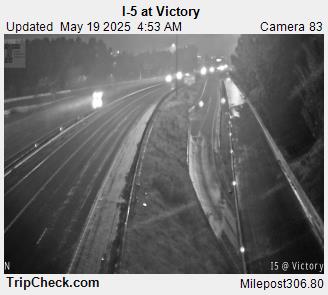 I-5 at Victory
Updated May 19 2025 4:53 AM Camera 83
N I5 @ Victory
TripCheck.com Milepost306.80